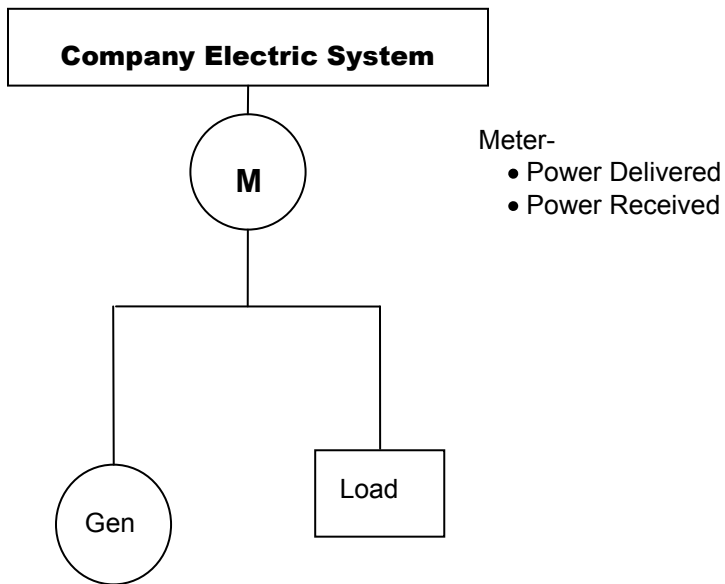 Company Electric System
M
Meter-
• Power Delivered
• Power Received
Load
Gen